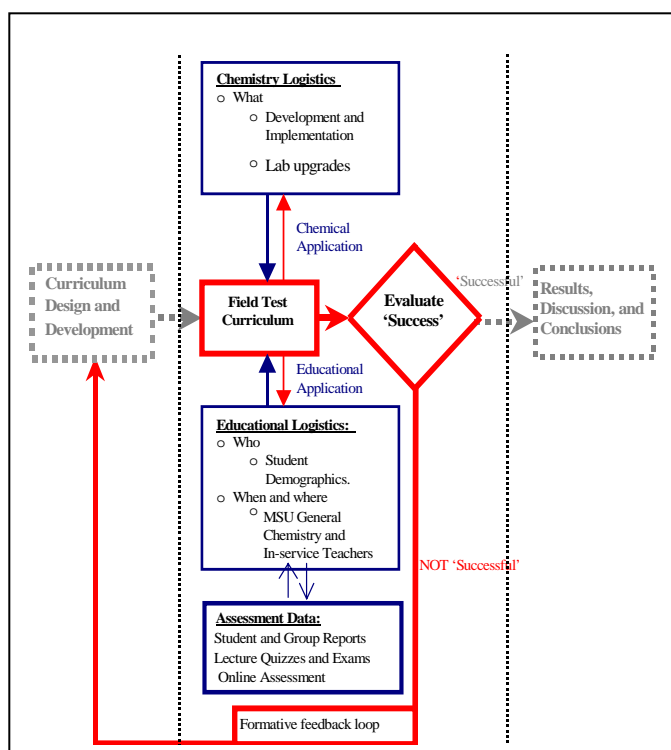 Chemistry Logistics
o What
o Development and
Implementation
o Lab upgrades
Chemical
Application
Curriculum
Design and
Development
Field Test
Curriculum
Evaluate
‘Success’
‘Successful’
Results,
Discussion, and
Conclusions
Educational
Application
Educational Logistics:
o Who
o Student
Demographics.
o When and where
o MSU General
Chemistry and
In-service Teachers
NOT ‘Successful’
Assessment Data:
Student and Group Reports
Lecture Quizzes and Exams
Online Assessment
Formative feedback loop